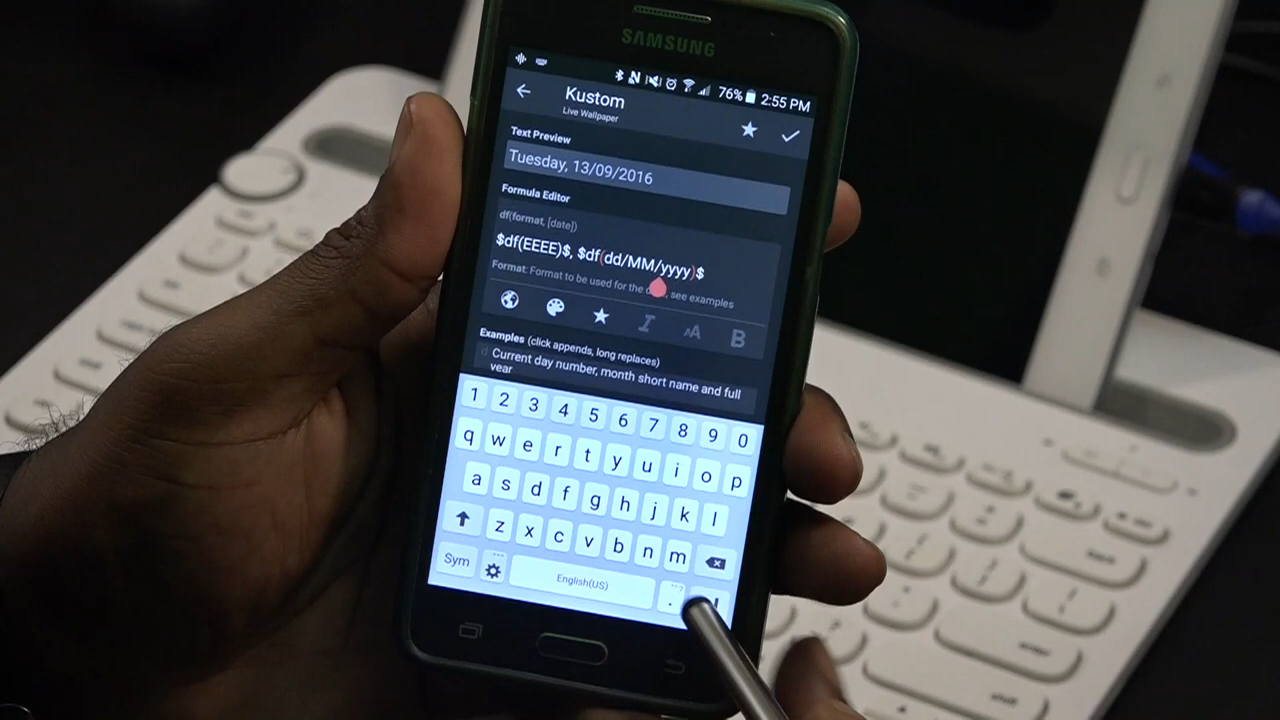 SAMSUNG
76% 2:55 PM
Kustom
Live Wallpaper
Text Preview
Tuesday, 13/09/2016
Formula Editor
df(format, [date])
$df(EEEE)$, $df(dd/MM/yyyy)$
Format: Format to be used for the see examples
I AA B
Examples (click appends, long replaces)
Current day number, month short name and full
year
1 2 3 4 5 6 7 8 9 0
q w e r t y u i o p
a s d f g h j k l
z x c v b n m
Sym English(US) .